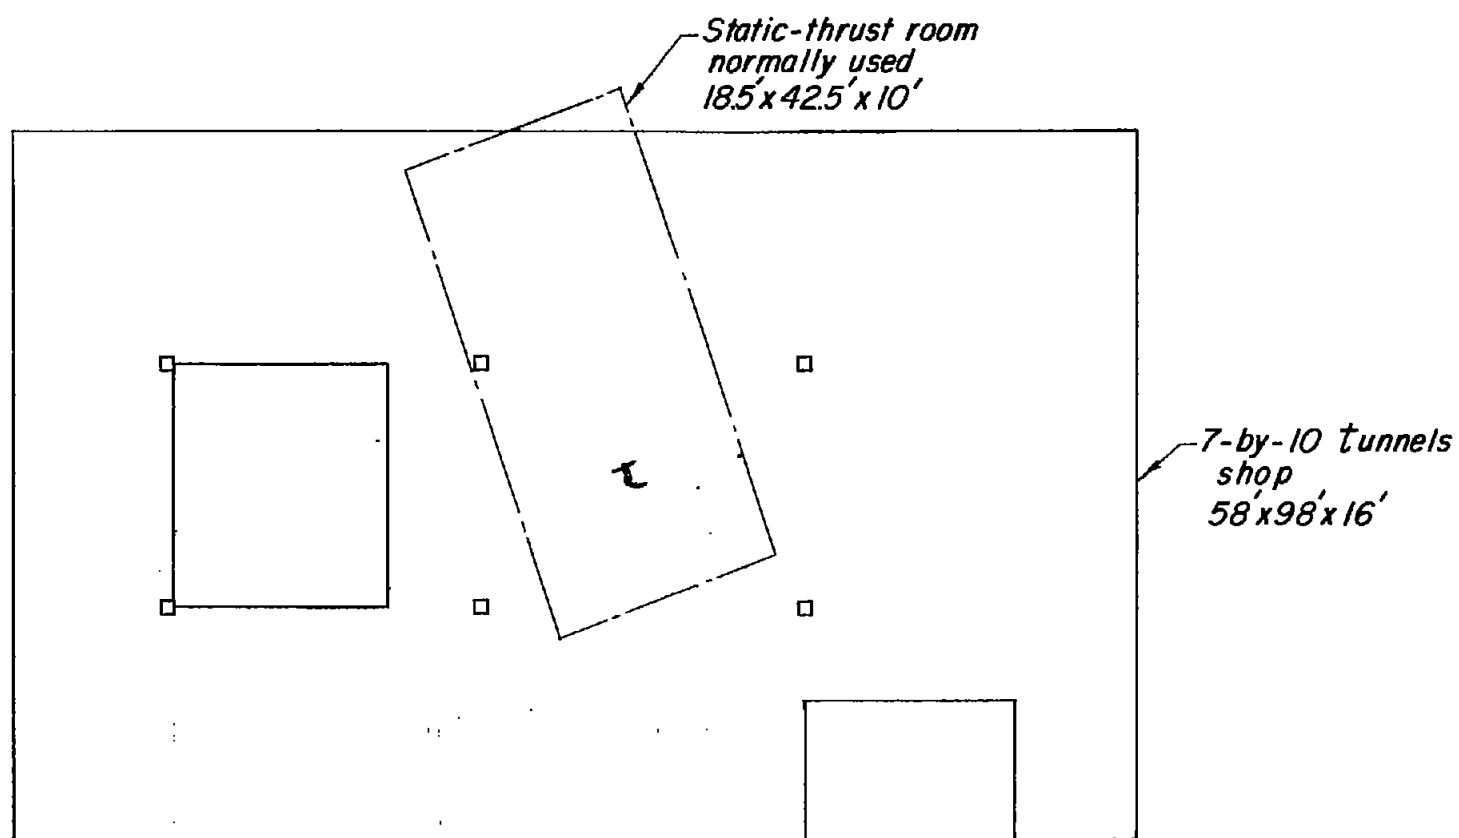 Static-thrust room
normally used
18.5'x42.5'x10'
7-by-10 tunnels
shop
58'x98'x16'